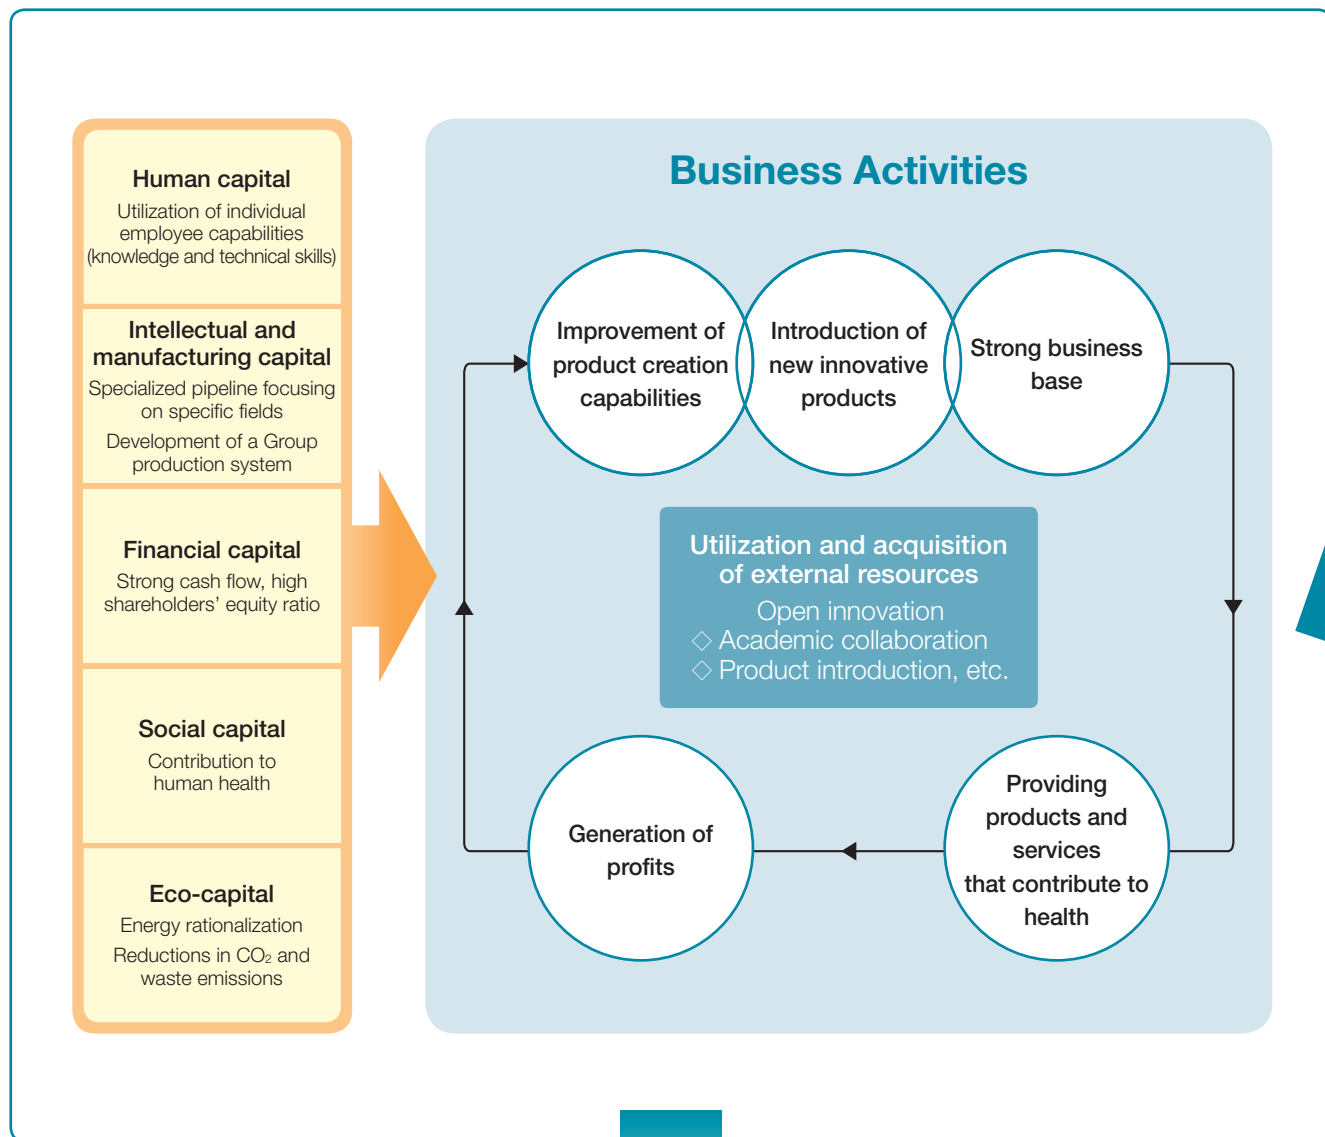 Human capital
Utilization of individual
employee capabilities
(knowledge and technical skills)
Intellectual and
manufacturing capital
Specialized pipeline focusing
on specific fields
Development of a Group
production system
Financial capital
Strong cash flow, high
shareholders’ equity ratio
Social capital
Contribution to
human health
Eco-capital
Energy rationalization
Reductions in CO₂ and
waste emissions
Business Activities
Improvement of
product creation
capabilities
Introduction of
new innovative
products
Strong business
base
Utilization and acquisition
of external resources
Open innovation
◇ Academic collaboration
◇ Product introduction, etc.
Generation of
profits
Providing
products and
services
that contribute to
health